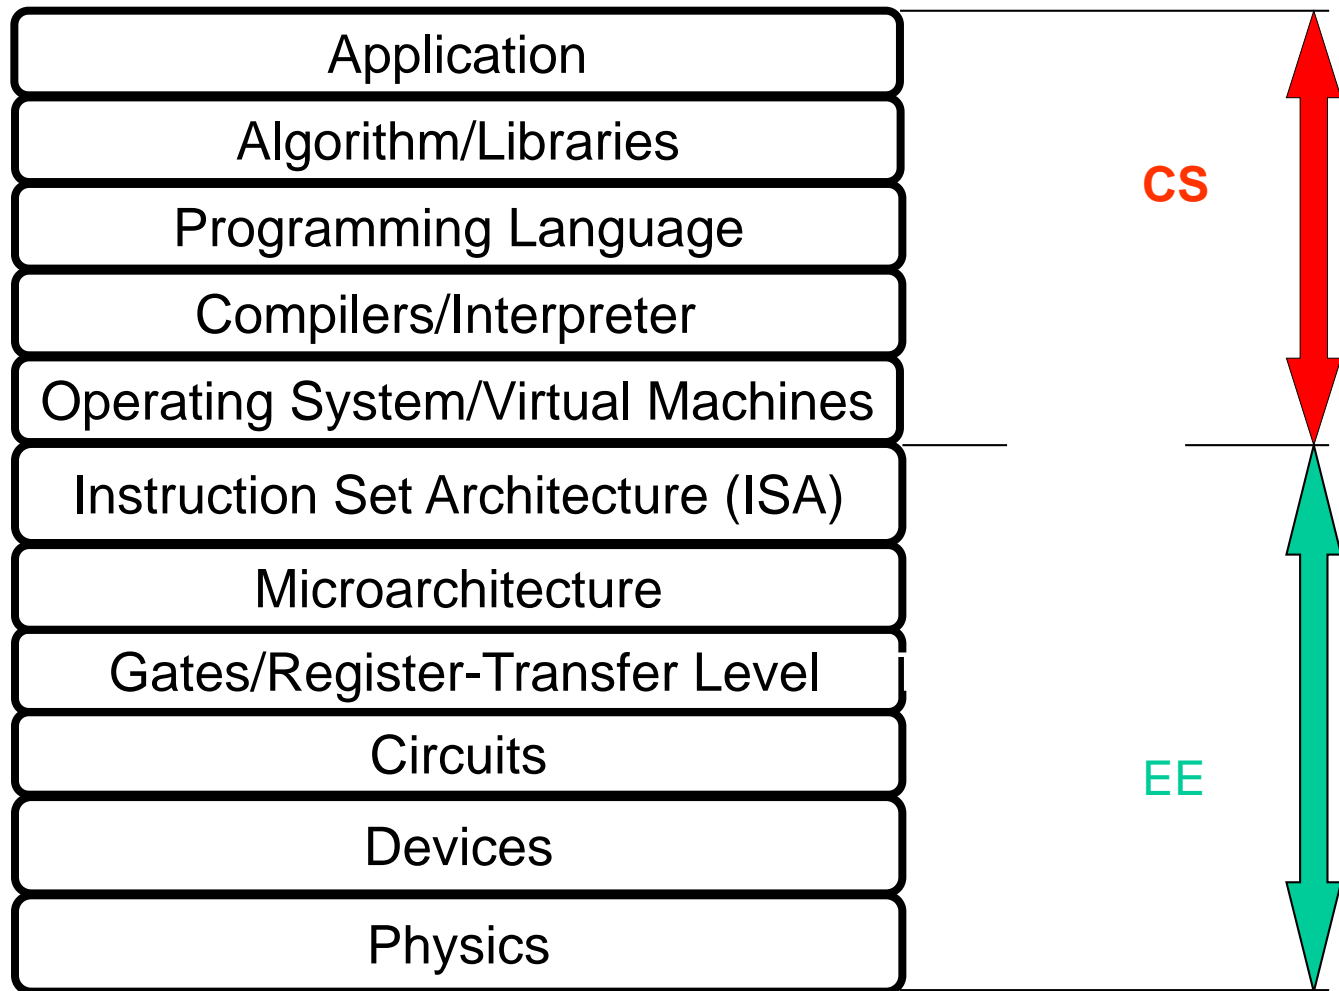 Application
Algorithm/Libraries
CS
Programming Language
Compilers/Interpreter
Operating System/Virtual Machines
Instruction Set Architecture (ISA)
Microarchitecture
Gates/Register-Transfer Level
Circuits
EE
Devices
Physics